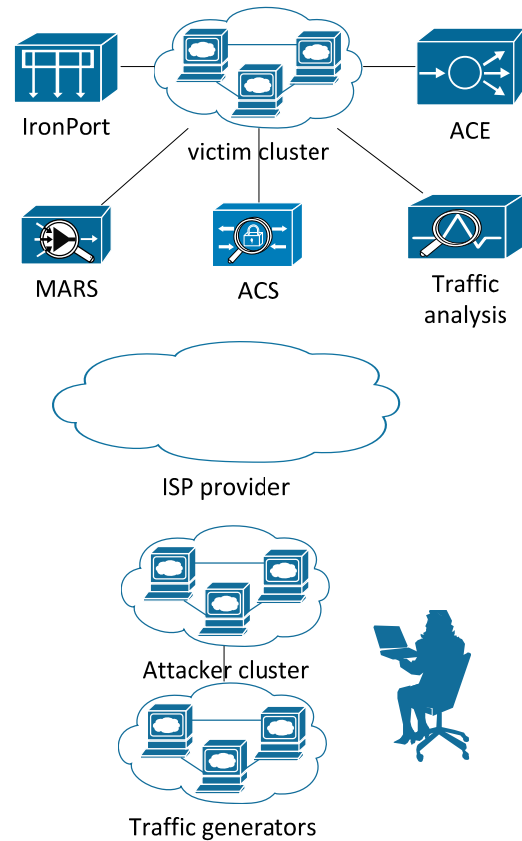 IronPort
victim cluster
ACE
MARS
ACS
Traffic
analysis
ISP provider
Attacker cluster
Traffic generators